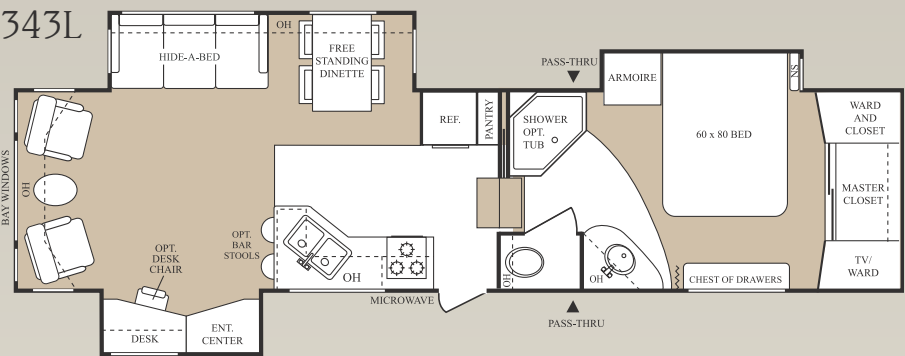 343L
OH
HIDE-A-BED
FREE
STANDING
DINETTE
PASS-THRU
ARMOIRE
NS
BAY WINDOWS
OH
REF.
PANTRY
SHOWER
OPT.
TUB
60 x 80 BED
WARD
AND
CLOSET
MASTER
CLOSET
TV/
WARD
OPT.
DESK
CHAIR
OPT.
BAR
STOOLS
OH
MICROWAVE
OH
OH
CHEST OF DRAWERS
PASS-THRU
DESK
ENT.
CENTER